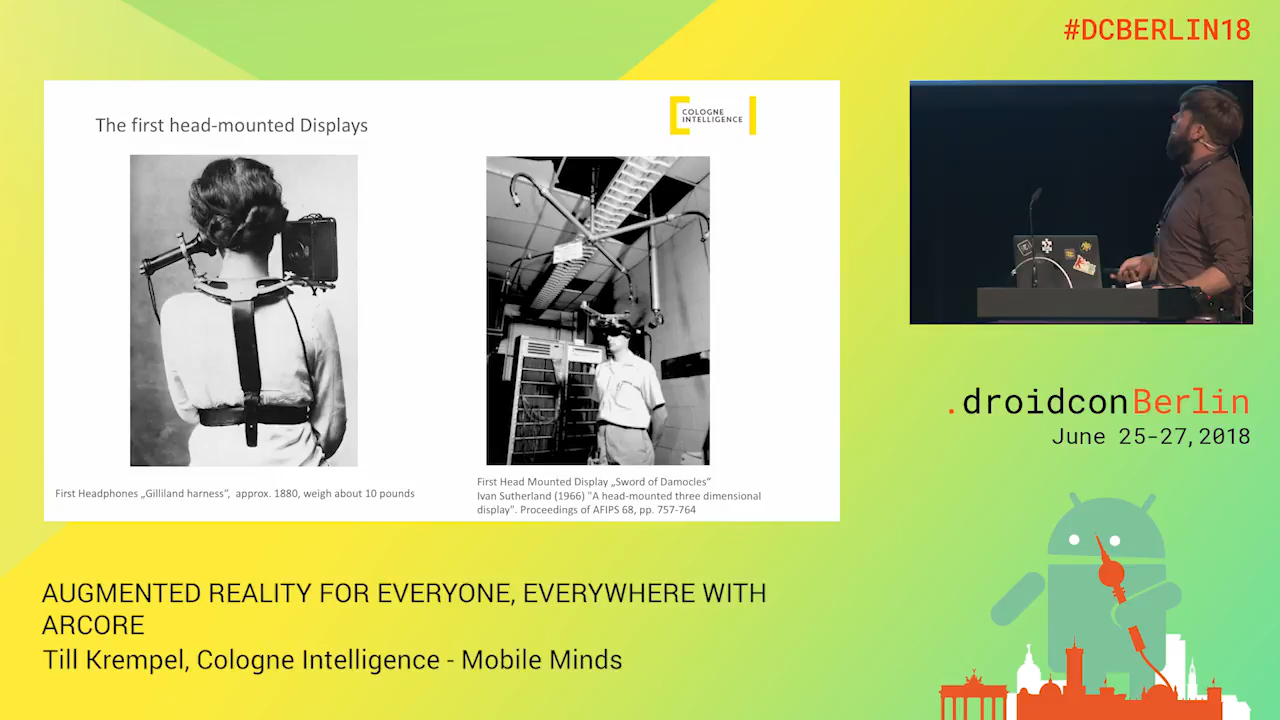 #DCBERLIN18
The first head-mounted Displays
COLOGNE
INTELLIGENCE
First Headphones „Gilliland harness“, approx. 1880, weigh about 10 pounds
First Head Mounted Display „Sword of Damocles“
Ivan Sutherland (1966) "A head-mounted three dimensional
display". Proceedings of AFIPS 68, pp. 757-764
.droidconBerlin
June 25-27,2018
AUGMENTED REALITY FOR EVERYONE, EVERYWHERE WITH
ARCORE
Till Krempel, Cologne Intelligence - Mobile Minds